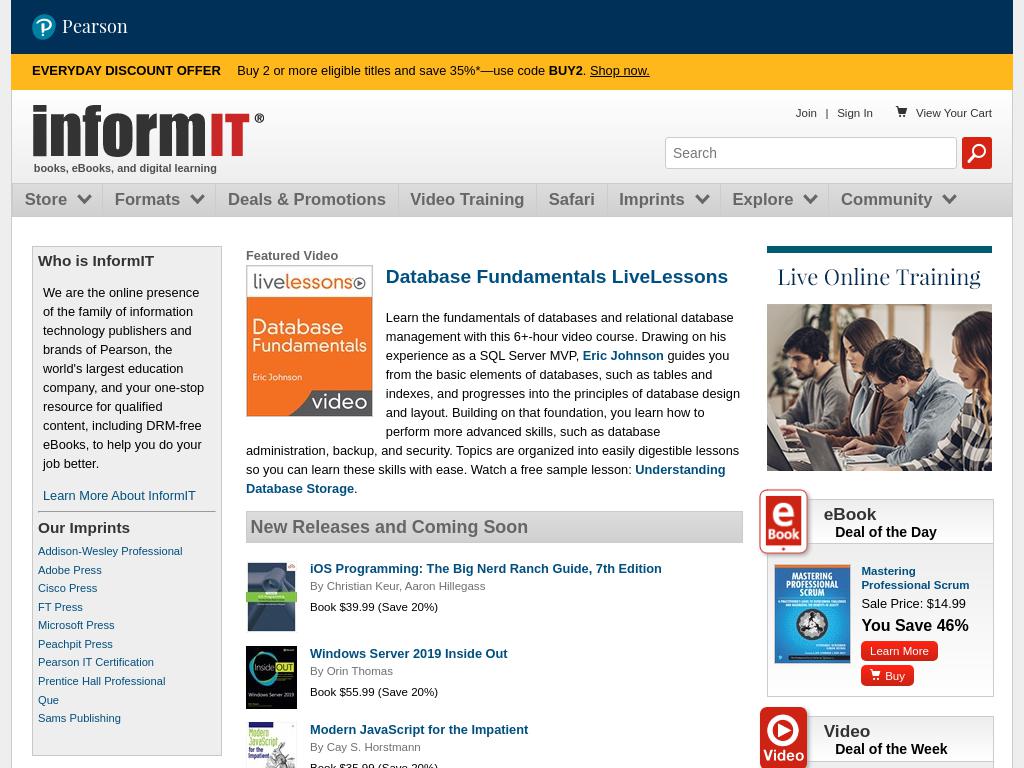 Pearson
EVERYDAY DISCOUNT OFFER Buy 2 or more eligible titles and save 35%*—use code BUY2. Shop now.
informIT®
books, eBooks, and digital learning
Join | Sign In View Your Cart
Search
Store Formats Deals & Promotions Video Training Safari Imprints Explore Community
Who is InformIT
We are the online presence
of the family of information
technology publishers and
brands of Pearson, the
world's largest education
company, and your one-stop
resource for qualified
content, including DRM-free
eBooks, to help you do your
job better.
Learn More About InformIT
Our Imprints
Addison-Wesley Professional
Adobe Press
Cisco Press
FT Press
Microsoft Press
Peachpit Press
Pearson IT Certification
Prentice Hall Professional
Que
Sams Publishing
Featured Video
livelessons
Database
Fundamentals
Eric Johnson
video
Database Fundamentals LiveLessons
Learn the fundamentals of databases and relational database
management with this 6+-hour video course. Drawing on his
experience as a SQL Server MVP, Eric Johnson guides you
from the basic elements of databases, such as tables and
indexes, and progresses into the principles of database design
and layout. Building on that foundation, you learn how to
perform more advanced skills, such as database
administration, backup, and security. Topics are organized into easily digestible lessons
so you can learn these skills with ease. Watch a free sample lesson: Understanding
Database Storage.
New Releases and Coming Soon
iOS Programming: The Big Nerd Ranch Guide, 7th Edition
By Christian Keur, Aaron Hillegass
Book $39.99 (Save 20%)
Inside OUT
Windows Server 2019
Windows Server 2019 Inside Out
By Orin Thomas
Book $55.99 (Save 20%)
Modern
JavaScript
for the
Impatient
Modern JavaScript for the Impatient
By Cay S. Horstmann
Book $35.99 (Save 20%)
Live Online Training
e
Book
eBook
Deal of the Day
MASTERING
PROFESSIONAL
SCRUM
Mastering
Professional Scrum
Sale Price: $14.99
You Save 46%
Learn More
Buy
Video
Video
Deal of the Week